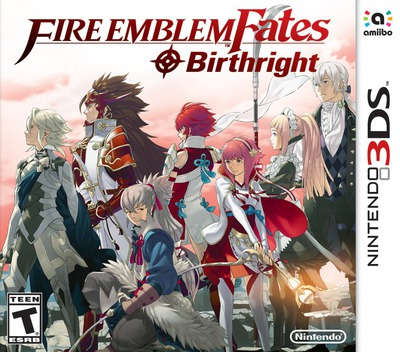 FIRE EMBLEM Fates
Birthright
amiibo
NINTENDO 3DS
TEEN
T
ESRB
Nintendo